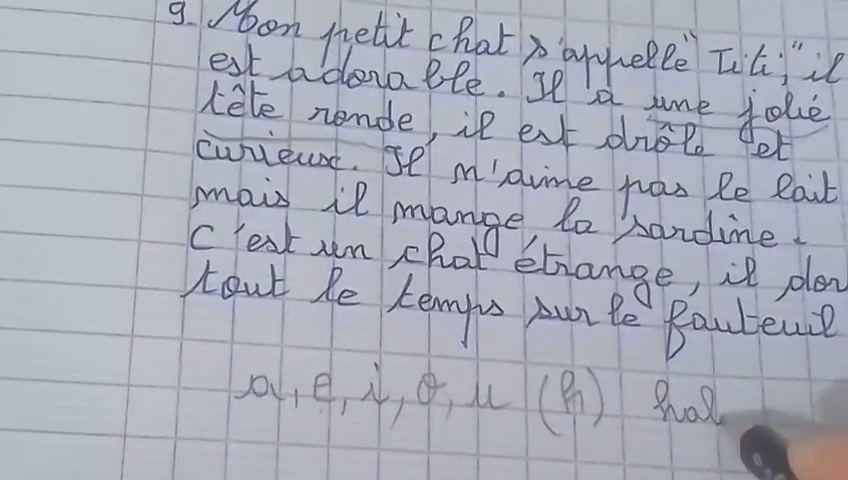 9. Mon petit chat s'appelle "Titi," il
est adorable. Il a une jolie
tête ronde, il est drôle et
curieux. Il n'aime pas le lait
mais il mange la sardine.
C'est un chat étrange, il dor
tout le temps sur le fauteuil
a, e, i, o, u (h) hal